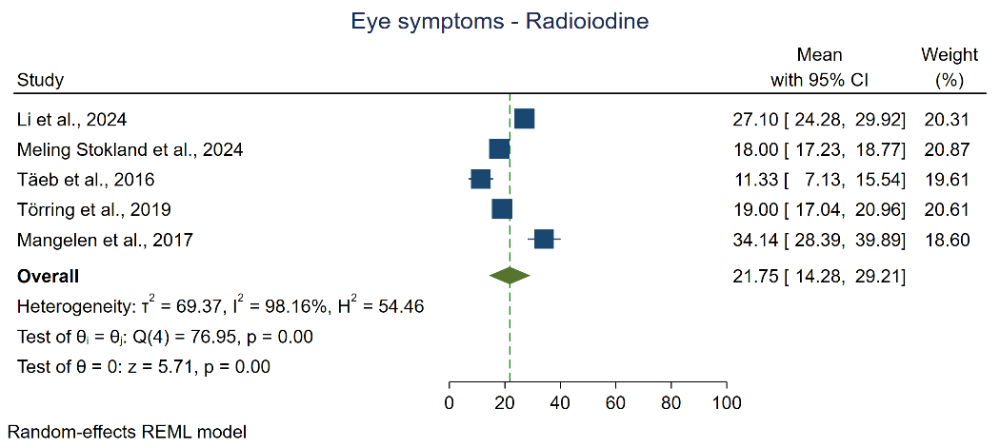 Eye symptoms - Radioiodine
Mean Weight
Study with 95% CI (%)
Li et al., 2024 27.10 [ 24.28, 29.92] 20.31
Meling Stokland et al., 2024 18.00 [ 17.23, 18.77] 20.87
Täeb et al., 2016 11.33 [ 7.13, 15.54] 19.61
Törring et al., 2019 19.00 [ 17.04, 20.96] 20.61
Mangelen et al., 2017 34.14 [ 28.39, 39.89] 18.60
Overall 21.75 [ 14.28, 29.21]
Heterogeneity: τ² = 69.37, I² = 98.16%, H² = 54.46
Test of θᵢ = θⱼ: Q(4) = 76.95, p = 0.00
Test of θ = 0: z = 5.71, p = 0.00
0 20 40 60 80 100
Random-effects REML model